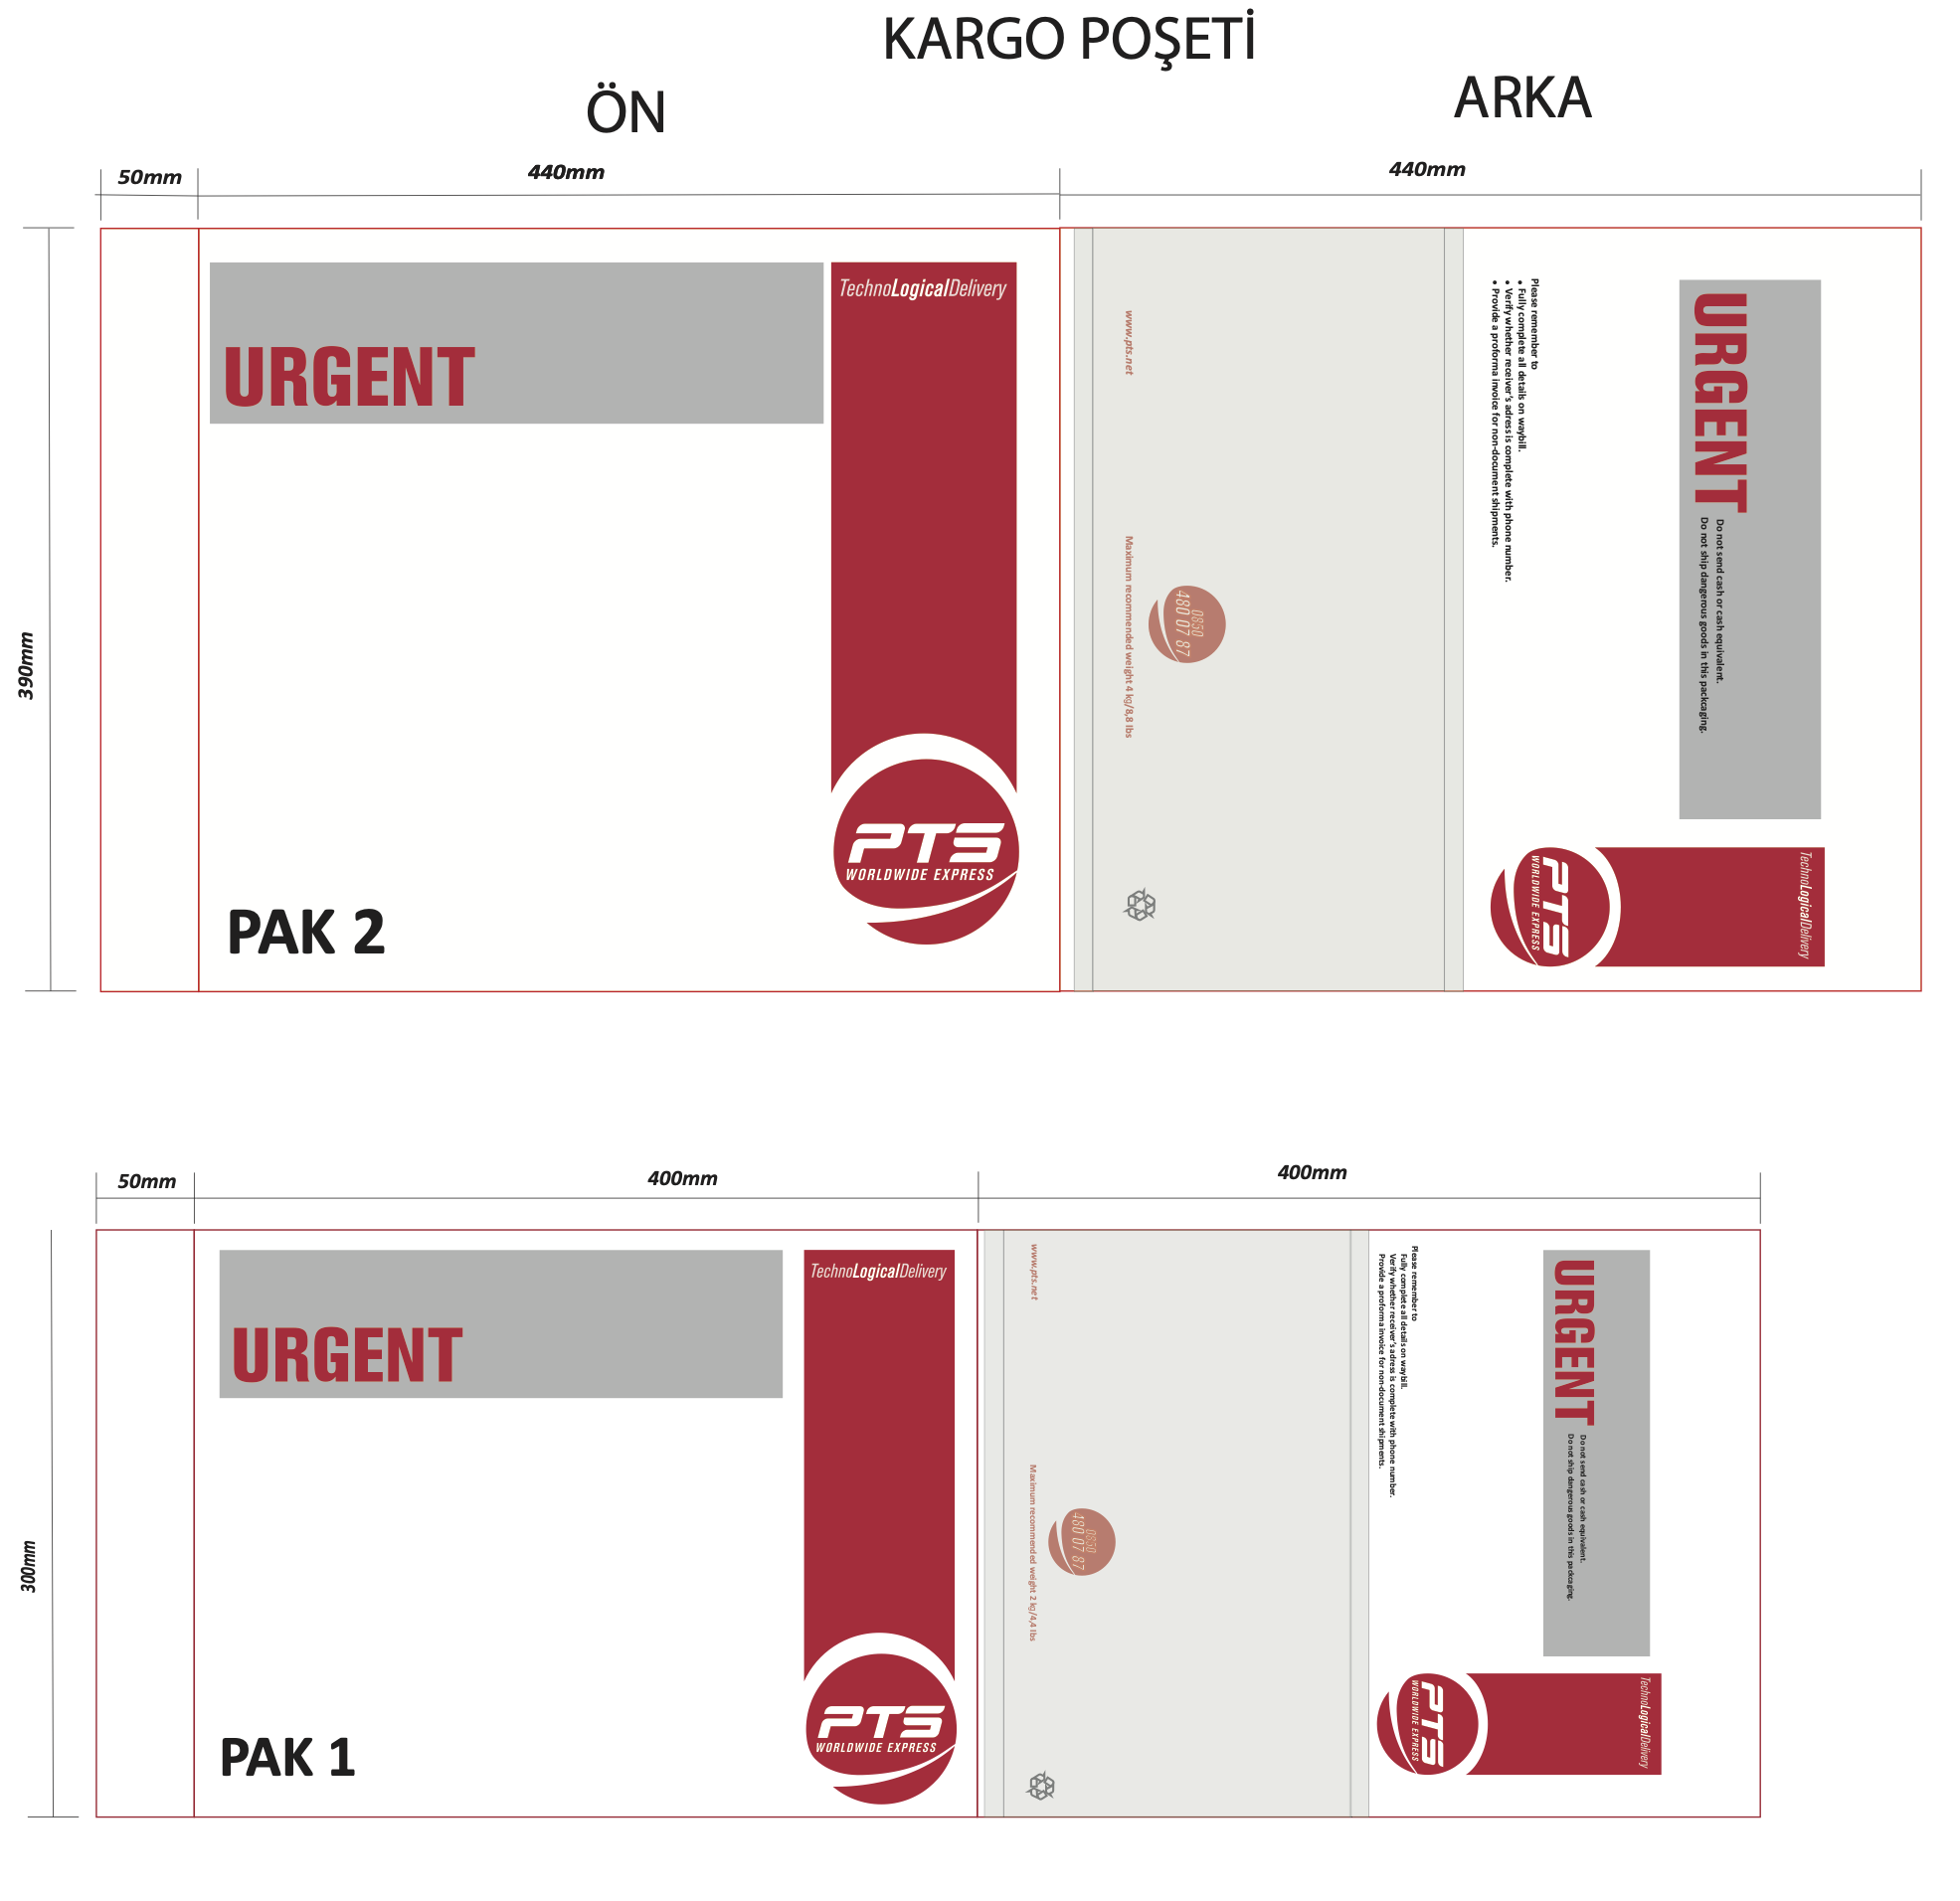 KARGO POŞETİ
ÖN
ARKA
50mm
440mm
440mm
390mm
URGENT
TechnoLogicalDelivery
PTS
WORLDWIDE EXPRESS
PAK 2
www.pts.net
Maximum recommended weight 4 kg/8,8 lbs
0850
480 07 87
Please remember to
• Fully complete all details on waybill.
• Verify whether receiver's adress is complete with phone number.
• Provide a proforma invoice for non-document shipments.
URGENT
Do not send cash or cash equivalent.
Do not ship dangerous goods in this packcaging.
PTS
WORLDWIDE EXPRESS
TechnoLogicalDelivery
50mm
400mm
400mm
300mm
URGENT
TechnoLogicalDelivery
PTS
WORLDWIDE EXPRESS
PAK 1
www.pts.net
Maximum recommended weight 2 kg/4,4 lbs
0850
480 07 87
Please remember to
Fully complete all details on waybill.
Verify whether receiver's adress is complete with phone number.
Provide a proforma invoice for non-document shipments.
URGENT
Do not send cash or cash equivalent.
Do not ship dangerous goods in this packcaging.
PTS
WORLDWIDE EXPRESS
TechnoLogicalDelivery